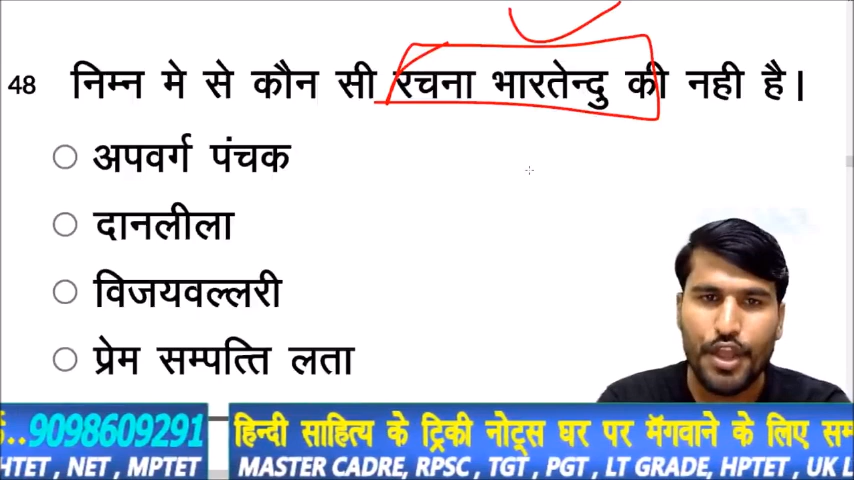 48 निम्न मे से कौन सी रचना भारतेन्दु की नही है|
अपवर्ग पंचक
दानलीला
विजयवल्लरी
प्रेम सम्पत्ति लता
..9098609291 हिन्दी साहित्य के ट्रिकी नोट्स घर पर मॅगवाने के लिए सम
HTET , NET , MPTET MASTER CADRE, RPSC , TGT , PGT , LT GRADE, HPTET , UK L